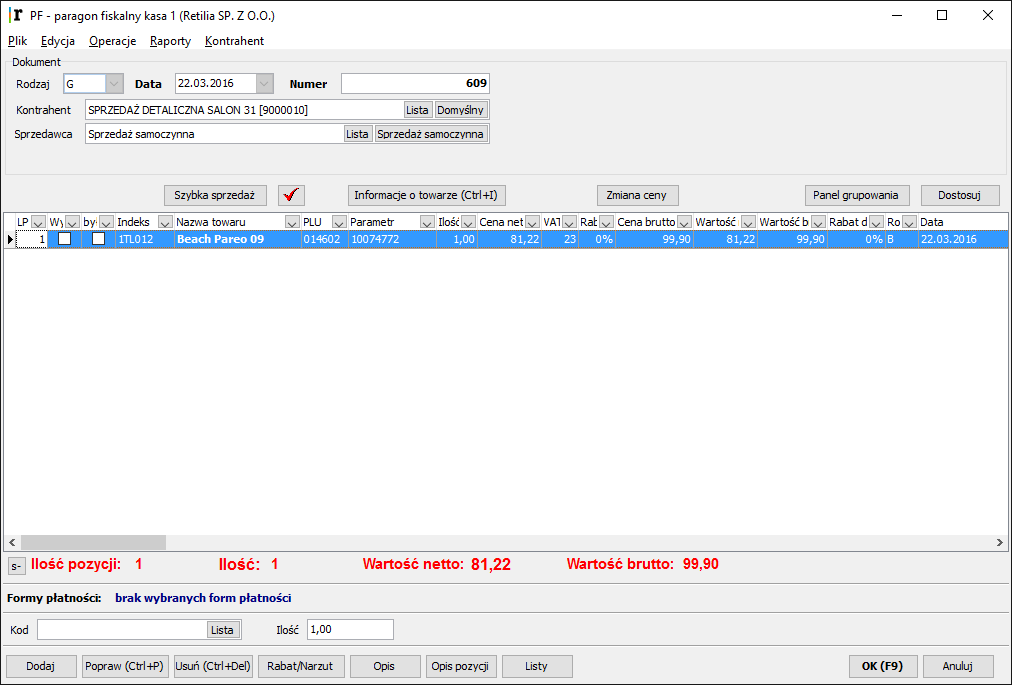 PF - paragon fiskalny kasa 1 (Retilia SP. Z O.O.)
Plik Edycja Operacje Raporty Kontrahent
Dokument
Rodzaj G Data 22.03.2016 Numer 609
Kontrahent SPRZEDAŻ DETALICZNA SALON 31 [9000010] Lista Domyślny
Sprzedawca Sprzedaż samoczynna Lista Sprzedaż samoczynna
Szybka sprzedaż Informacje o towarze (Ctrl+I) Zmiana ceny Panel grupowania Dostosuj
LP Wy by Indeks Nazwa towaru PLU Parametr Ilość Cena net VAT Rab Cena brutto Wartość Wartość b Rabat d Ro Data
1 1TL012 Beach Pareo 09 014602 10074772 1,00 81,22 23 0% 99,90 81,22 99,90 0% B 22.03.2016
s- Ilość pozycji: 1 Ilość: 1 Wartość netto: 81,22 Wartość brutto: 99,90
Formy płatności: brak wybranych form płatności
Kod Lista Ilość 1,00
Dodaj Popraw (Ctrl+P) Usuń (Ctrl+Del) Rabat/Narzut Opis Opis pozycji Listy OK (F9) Anuluj